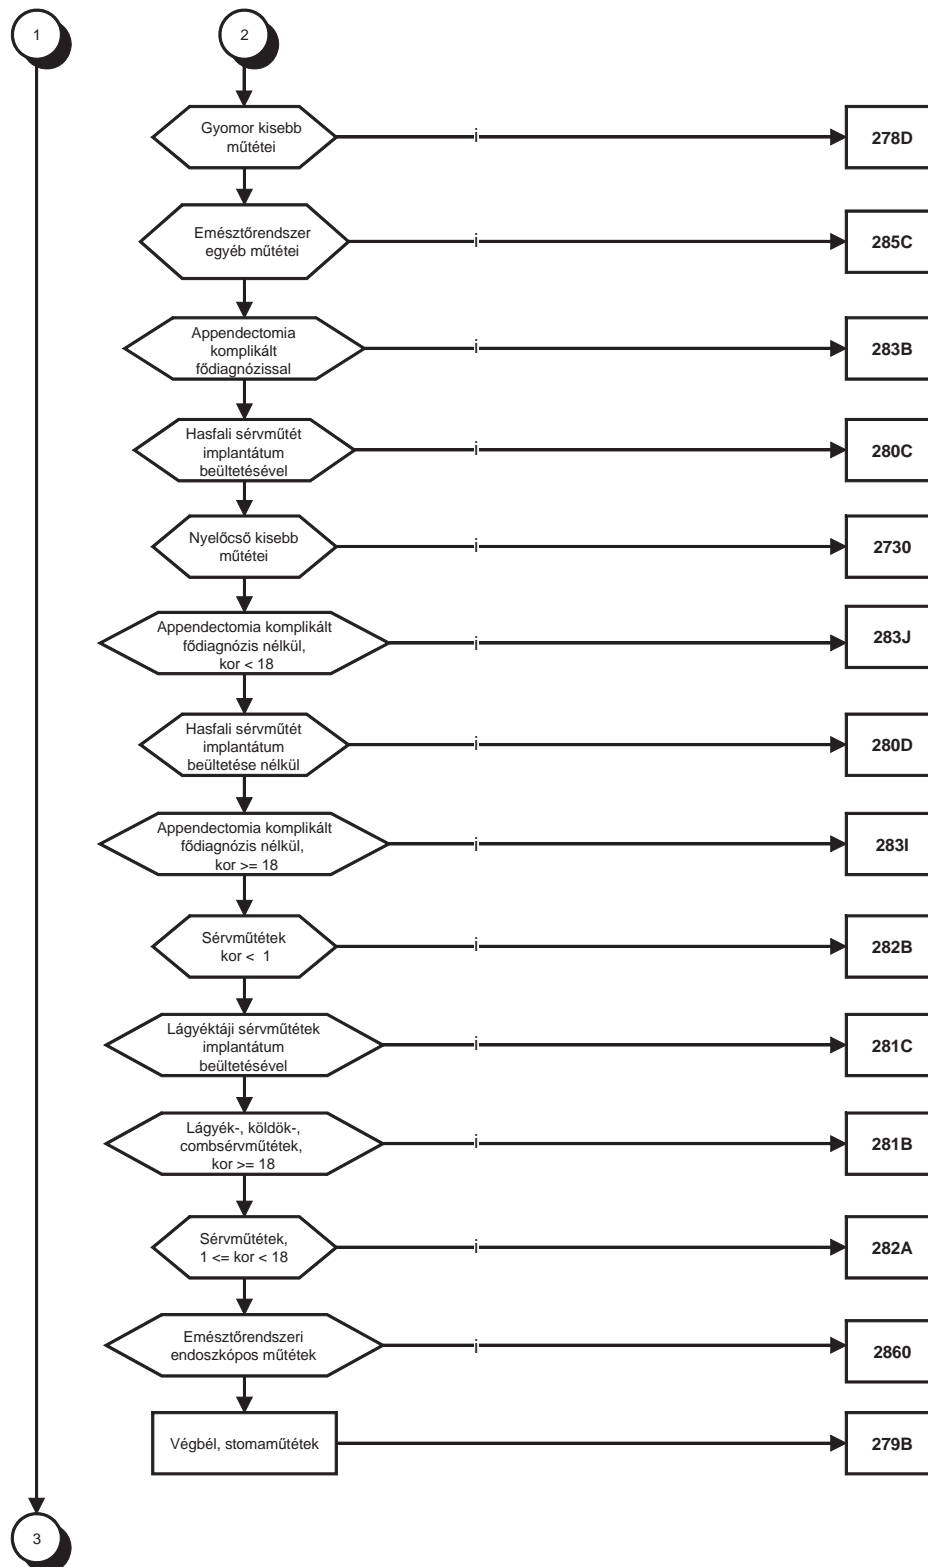 1
2
Gyomor kisebb
műtétei
i
278D
Emésztőrendszer
egyéb műtétei
i
285C
Appendectomia
komplikált
fődiagnózissal
i
283B
Hasfali sérvműtét
implantátum
beültetésével
i
280C
Nyelőcső kisebb
műtétei
i
2730
Appendectomia komplikált
fődiagnózis nélkül,
kor < 18
i
283J
Hasfali sérvműtét
implantátum
beültetése nélkül
i
280D
Appendectomia komplikált
fődiagnózis nélkül,
kor >= 18
i
283I
Sérvműtétek
kor < 1
i
282B
Lágyéktáji sérvműtétek
implantátum
beültetésével
i
281C
Lágyék-, köldök-,
combsérvműtétek,
kor >= 18
i
281B
Sérvműtétek,
1 <= kor < 18
i
282A
Emésztőrendszeri
endoszkópos műtétek
i
2860
Végbél, stomaműtétek
279B
3